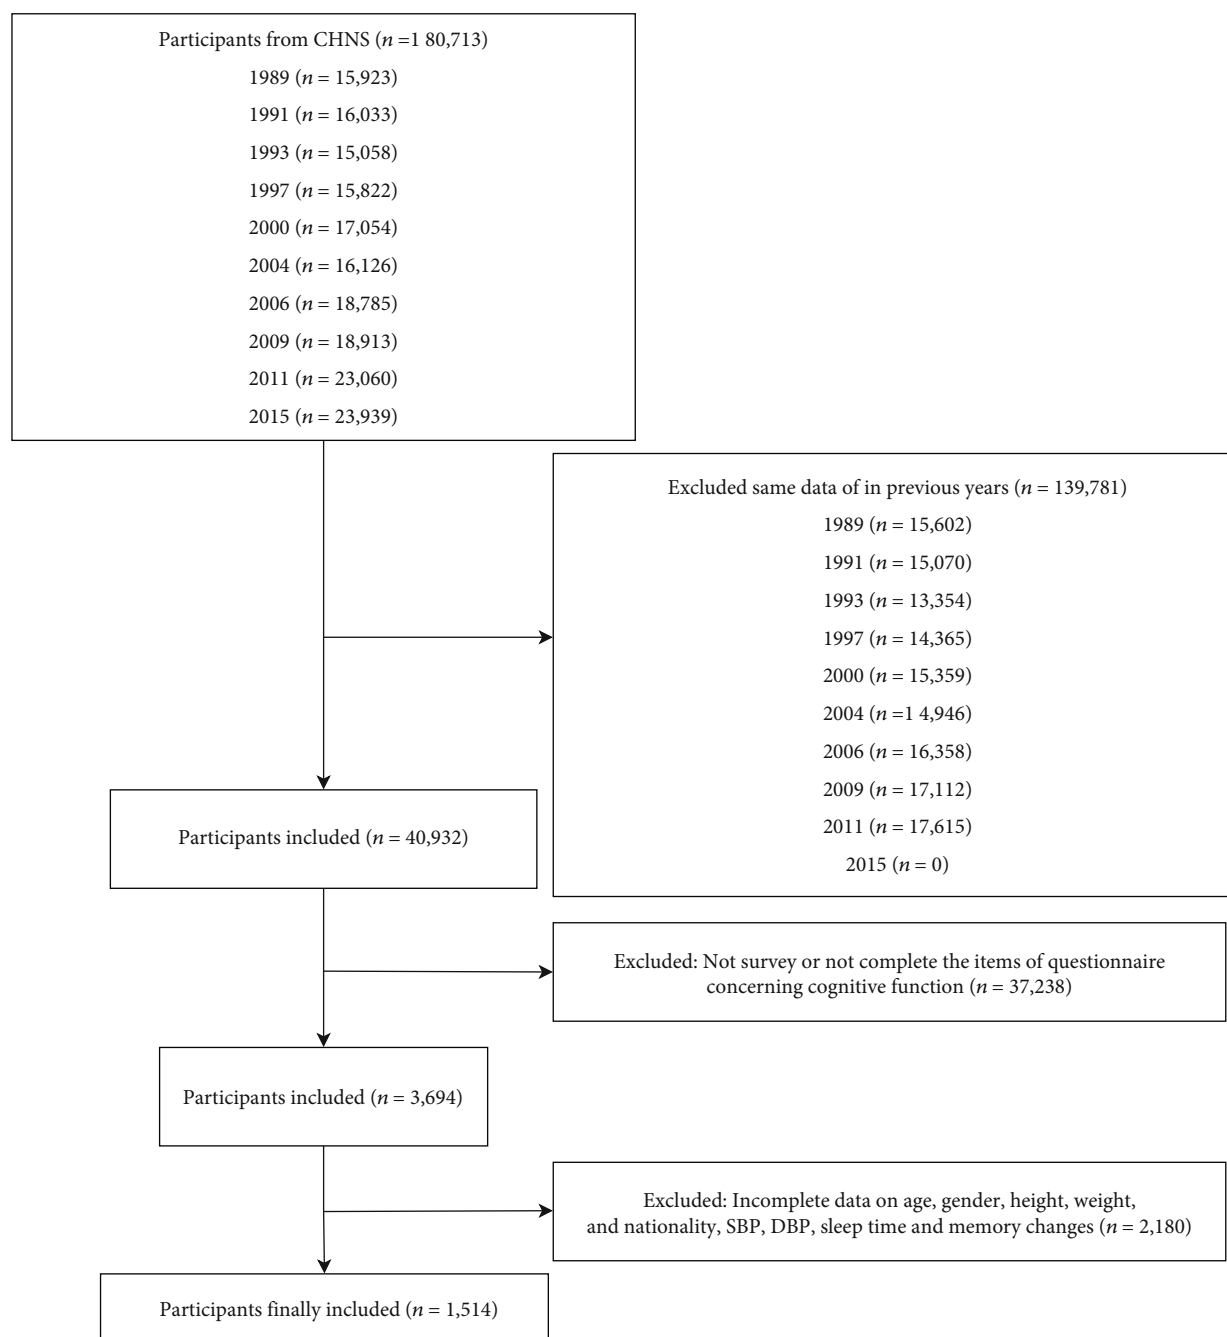 Participants from CHNS (n =1 80,713)
1989 (n = 15,923)
1991 (n = 16,033)
1993 (n = 15,058)
1997 (n = 15,822)
2000 (n = 17,054)
2004 (n = 16,126)
2006 (n = 18,785)
2009 (n = 18,913)
2011 (n = 23,060)
2015 (n = 23,939)
Excluded same data of in previous years (n = 139,781)
1989 (n = 15,602)
1991 (n = 15,070)
1993 (n = 13,354)
1997 (n = 14,365)
2000 (n = 15,359)
2004 (n =1 4,946)
2006 (n = 16,358)
2009 (n = 17,112)
2011 (n = 17,615)
2015 (n = 0)
Participants included (n = 40,932)
Excluded: Not survey or not complete the items of questionnaire
concerning cognitive function (n = 37,238)
Participants included (n = 3,694)
Excluded: Incomplete data on age, gender, height, weight,
and nationality, SBP, DBP, sleep time and memory changes (n = 2,180)
Participants finally included (n = 1,514)